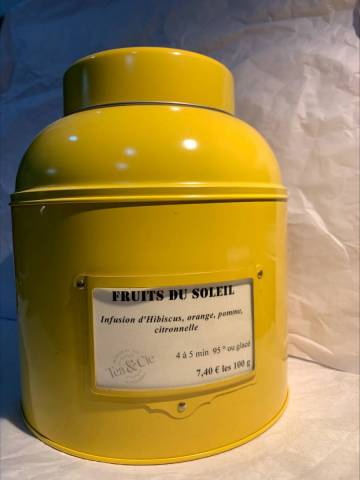 FRUITS DU SOLEIL
Infusion d'Hibiscus, orange, pomme,
citronnelle
4 à 5 min 95 ° ou glacé
7,40 € les 100 g
Tea&Cie